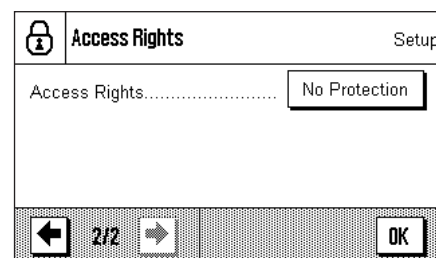 Access Rights Setup
Access Rights........................ No Protection
2/2 OK